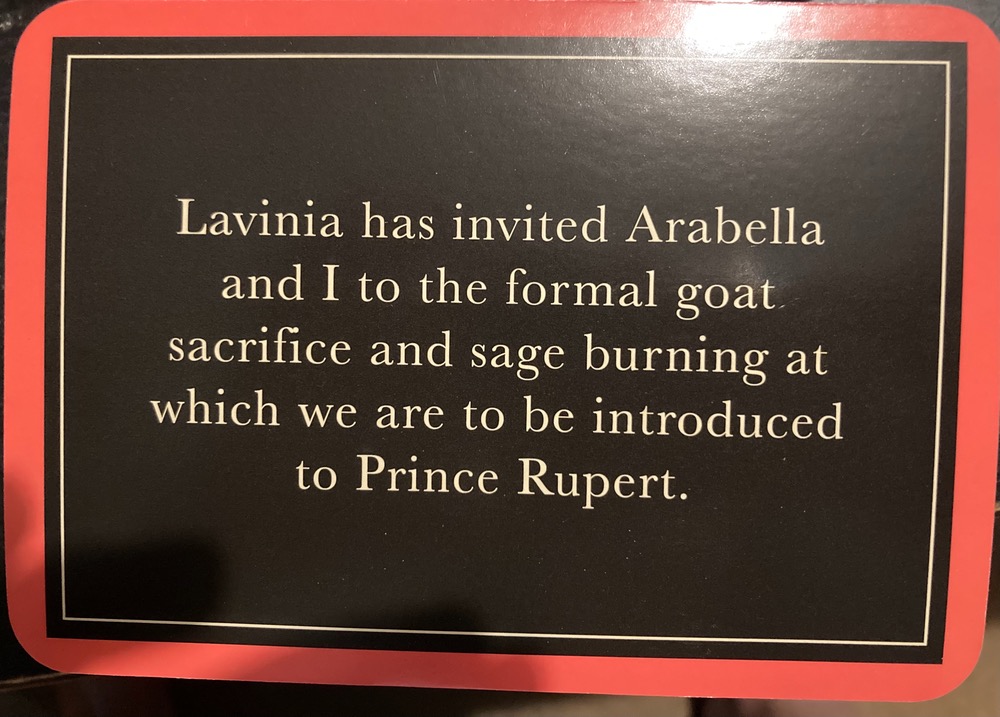 Lavinia has invited Arabella
and I to the formal goat
sacrifice and sage burning at
which we are to be introduced
to Prince Rupert.